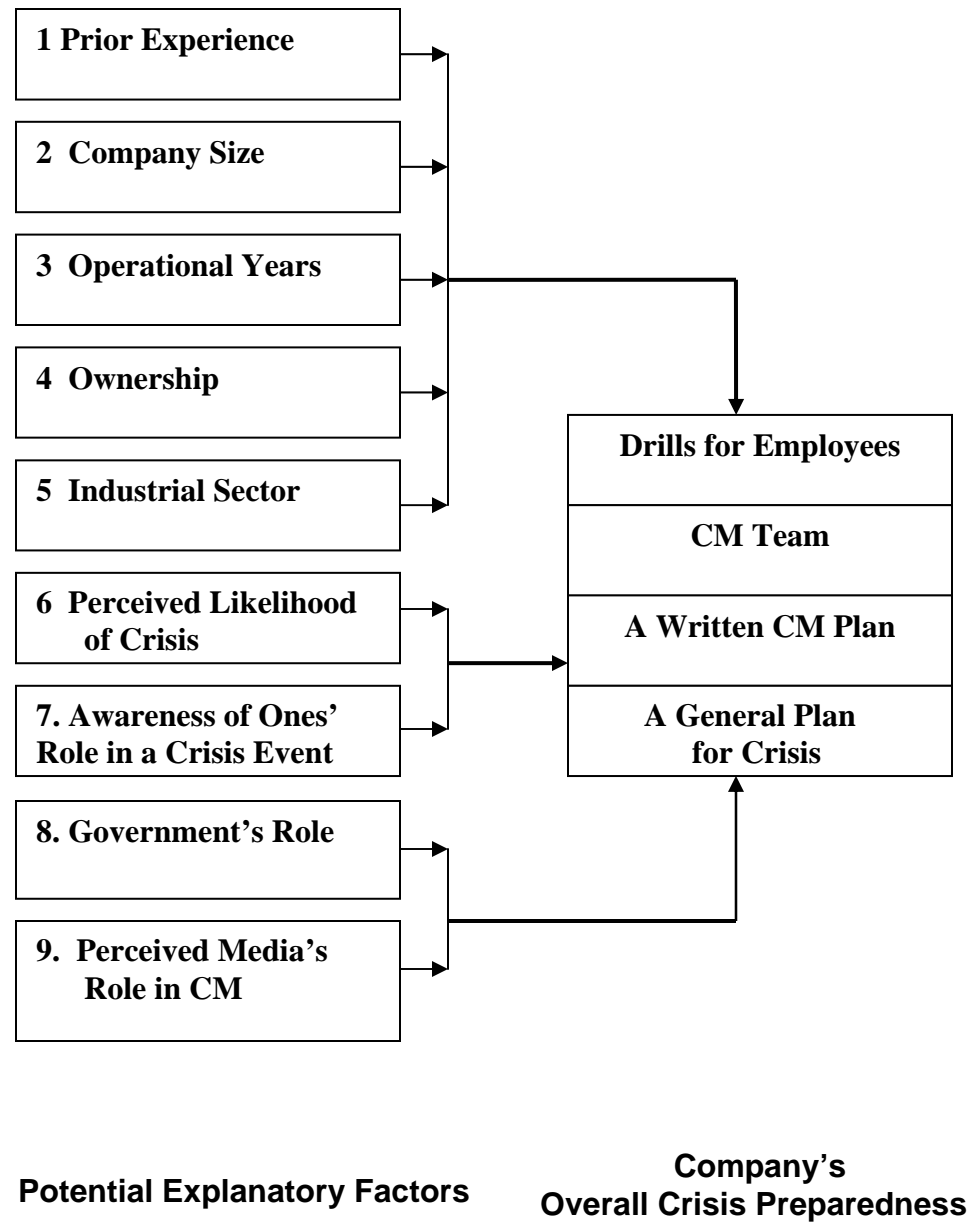 1 Prior Experience
2 Company Size
3 Operational Years
4 Ownership
5 Industrial Sector
6 Perceived Likelihood
of Crisis
7. Awareness of Ones’
Role in a Crisis Event
8. Government’s Role
9. Perceived Media’s
Role in CM
Drills for Employees
CM Team
A Written CM Plan
A General Plan
for Crisis
Potential Explanatory Factors
Company’s
Overall Crisis Preparedness